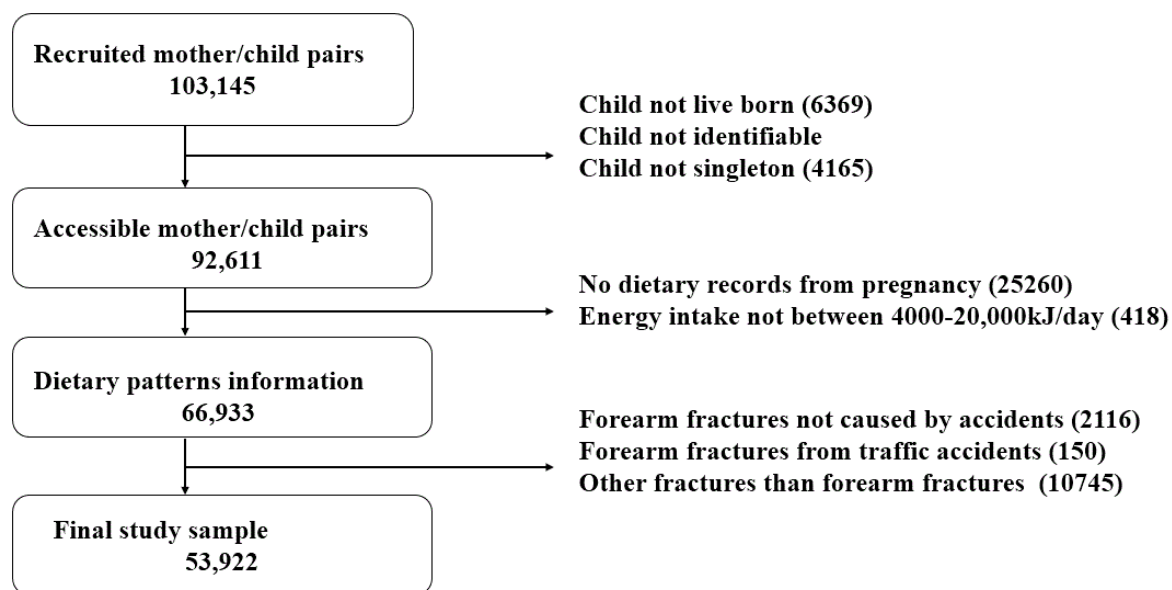 Recruited mother/child pairs
103,145
Child not live born (6369)
Child not identifiable
Child not singleton (4165)
Accessible mother/child pairs
92,611
No dietary records from pregnancy (25260)
Energy intake not between 4000-20,000kJ/day (418)
Dietary patterns information
66,933
Forearm fractures not caused by accidents (2116)
Forearm fractures from traffic accidents (150)
Other fractures than forearm fractures (10745)
Final study sample
53,922